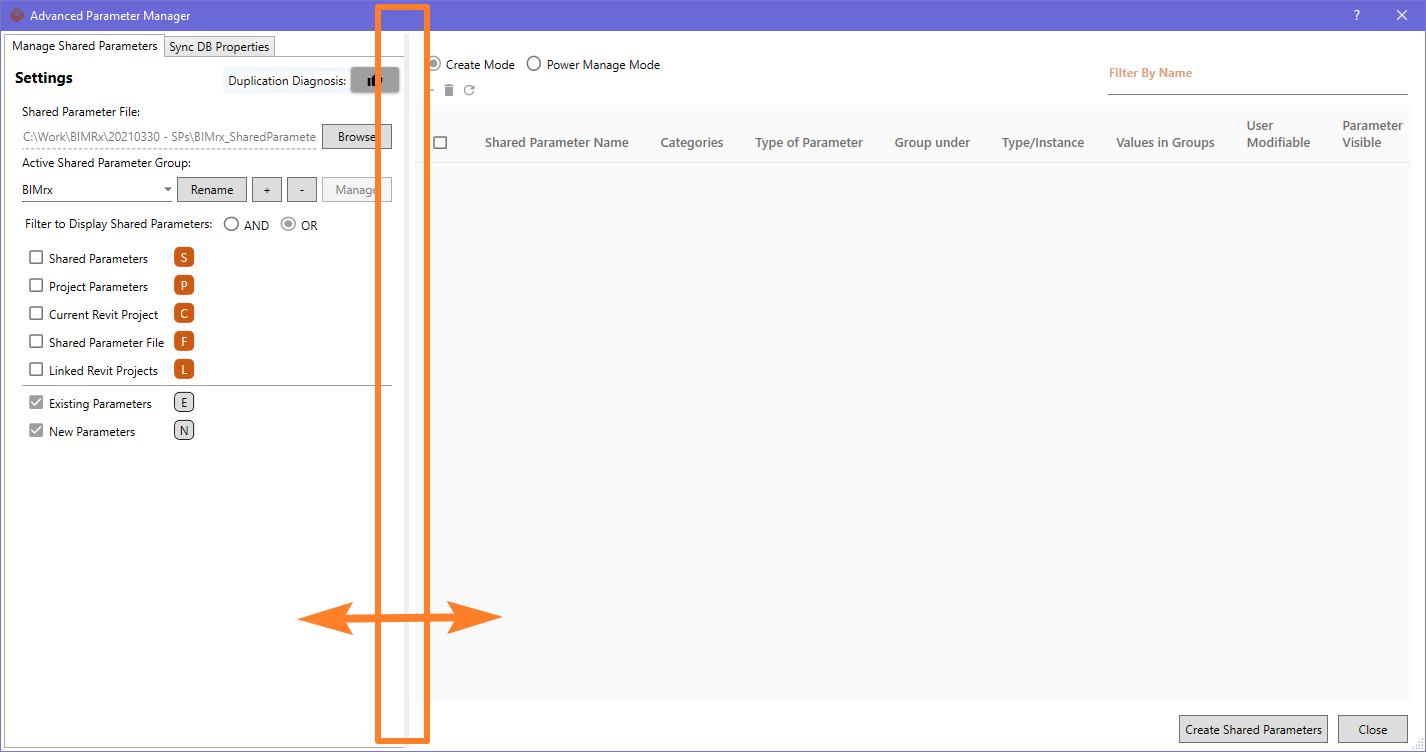 Advanced Parameter Manager
?
Manage Shared Parameters
Sync DB Properties
Settings
Duplication Diagnosis:
Shared Parameter File:
C:\Work\BIMRx\20210330 - SPs\BIMrx_SharedParamete
Browse
Active Shared Parameter Group:
BIMrx
Rename
+
-
Manage
Filter to Display Shared Parameters:
AND
OR
Shared Parameters S
Project Parameters P
Current Revit Project C
Shared Parameter File F
Linked Revit Projects L
Existing Parameters E
New Parameters N
Create Mode
Power Manage Mode
Filter By Name
Shared Parameter Name
Categories
Type of Parameter
Group under
Type/Instance
Values in Groups
User
Modifiable
Parameter
Visible
Create Shared Parameters
Close